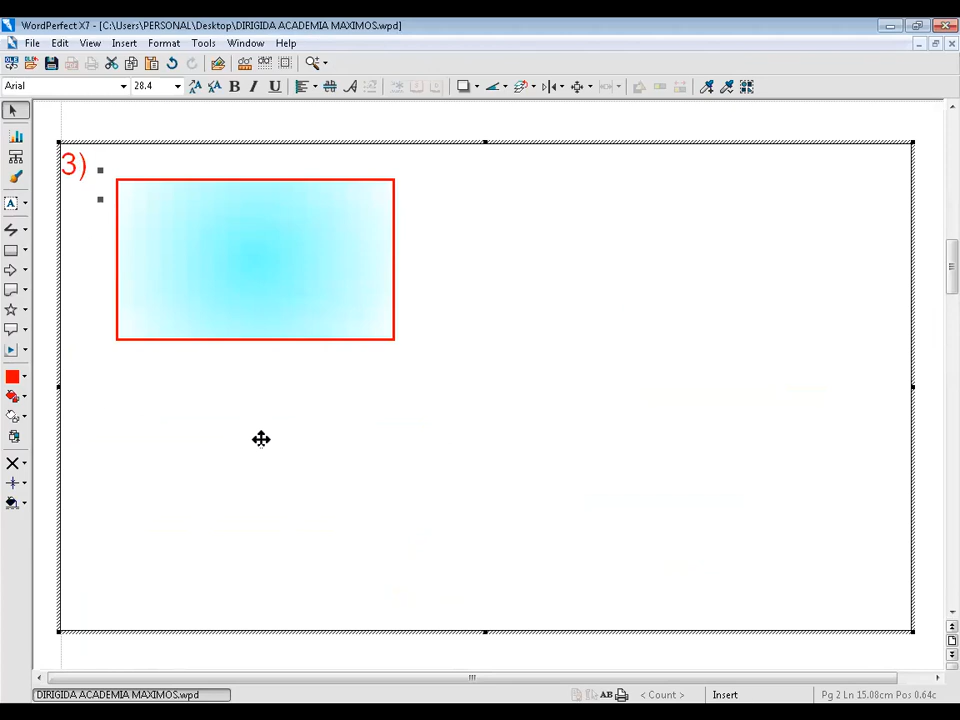 WordPerfect X7 - [C:\Users\PERSONAL\Desktop\DIRIGIDA ACADEMIA MAXIMOS.wpd]
File Edit View Insert Format Tools Window Help
Arial 28.4 B I U
3)
DIRIGIDA ACADEMIA MAXIMOS.wpd AB < Count > Insert Pg 2 Ln 15.08cm Pos 0.64c